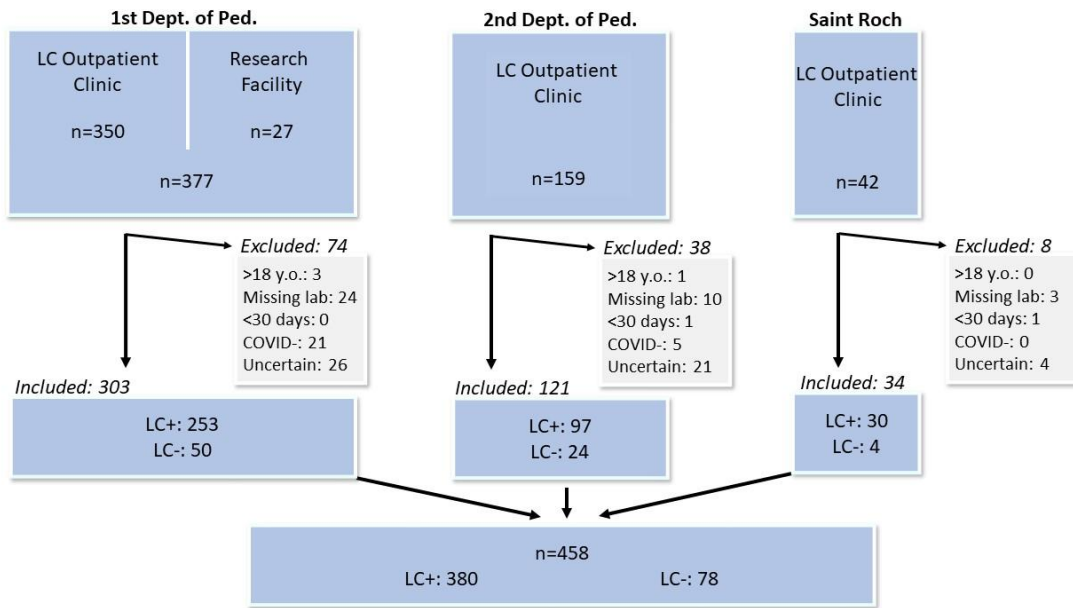 1st Dept. of Ped.
LC Outpatient
Clinic
n=350
Research
Facility
n=27
n=377
Excluded: 74
>18 y.o.: 3
Missing lab: 24
<30 days: 0
COVID-: 21
Uncertain: 26
Included: 303
LC+: 253
LC-: 50
2nd Dept. of Ped.
LC Outpatient
Clinic
n=159
Excluded: 38
>18 y.o.: 1
Missing lab: 10
<30 days: 1
COVID-: 5
Uncertain: 21
Included: 121
LC+: 97
LC-: 24
Saint Roch
LC Outpatient
Clinic
n=42
Excluded: 8
>18 y.o.: 0
Missing lab: 3
<30 days: 1
COVID-: 0
Uncertain: 4
Included: 34
LC+: 30
LC-: 4
n=458
LC+: 380 LC-: 78